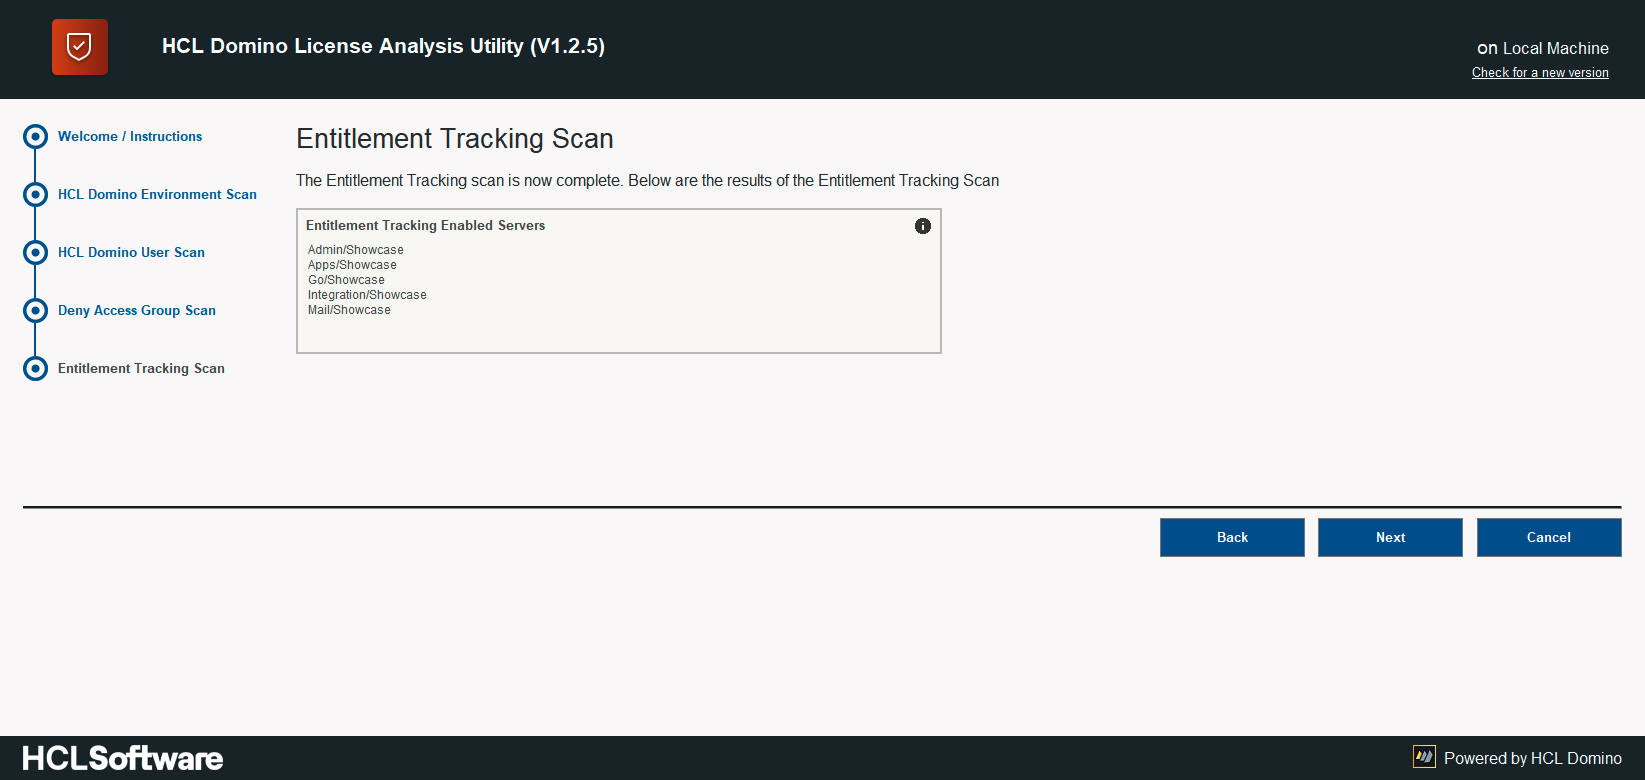 HCL Domino License Analysis Utility (V1.2.5)
on Local Machine
Check for a new version
Welcome / Instructions
HCL Domino Environment Scan
HCL Domino User Scan
Deny Access Group Scan
Entitlement Tracking Scan
Entitlement Tracking Scan
The Entitlement Tracking scan is now complete. Below are the results of the Entitlement Tracking Scan
Entitlement Tracking Enabled Servers
Admin/Showcase
Apps/Showcase
Go/Showcase
Integration/Showcase
Mail/Showcase
Back
Next
Cancel
HCLSoftware
Powered by HCL Domino